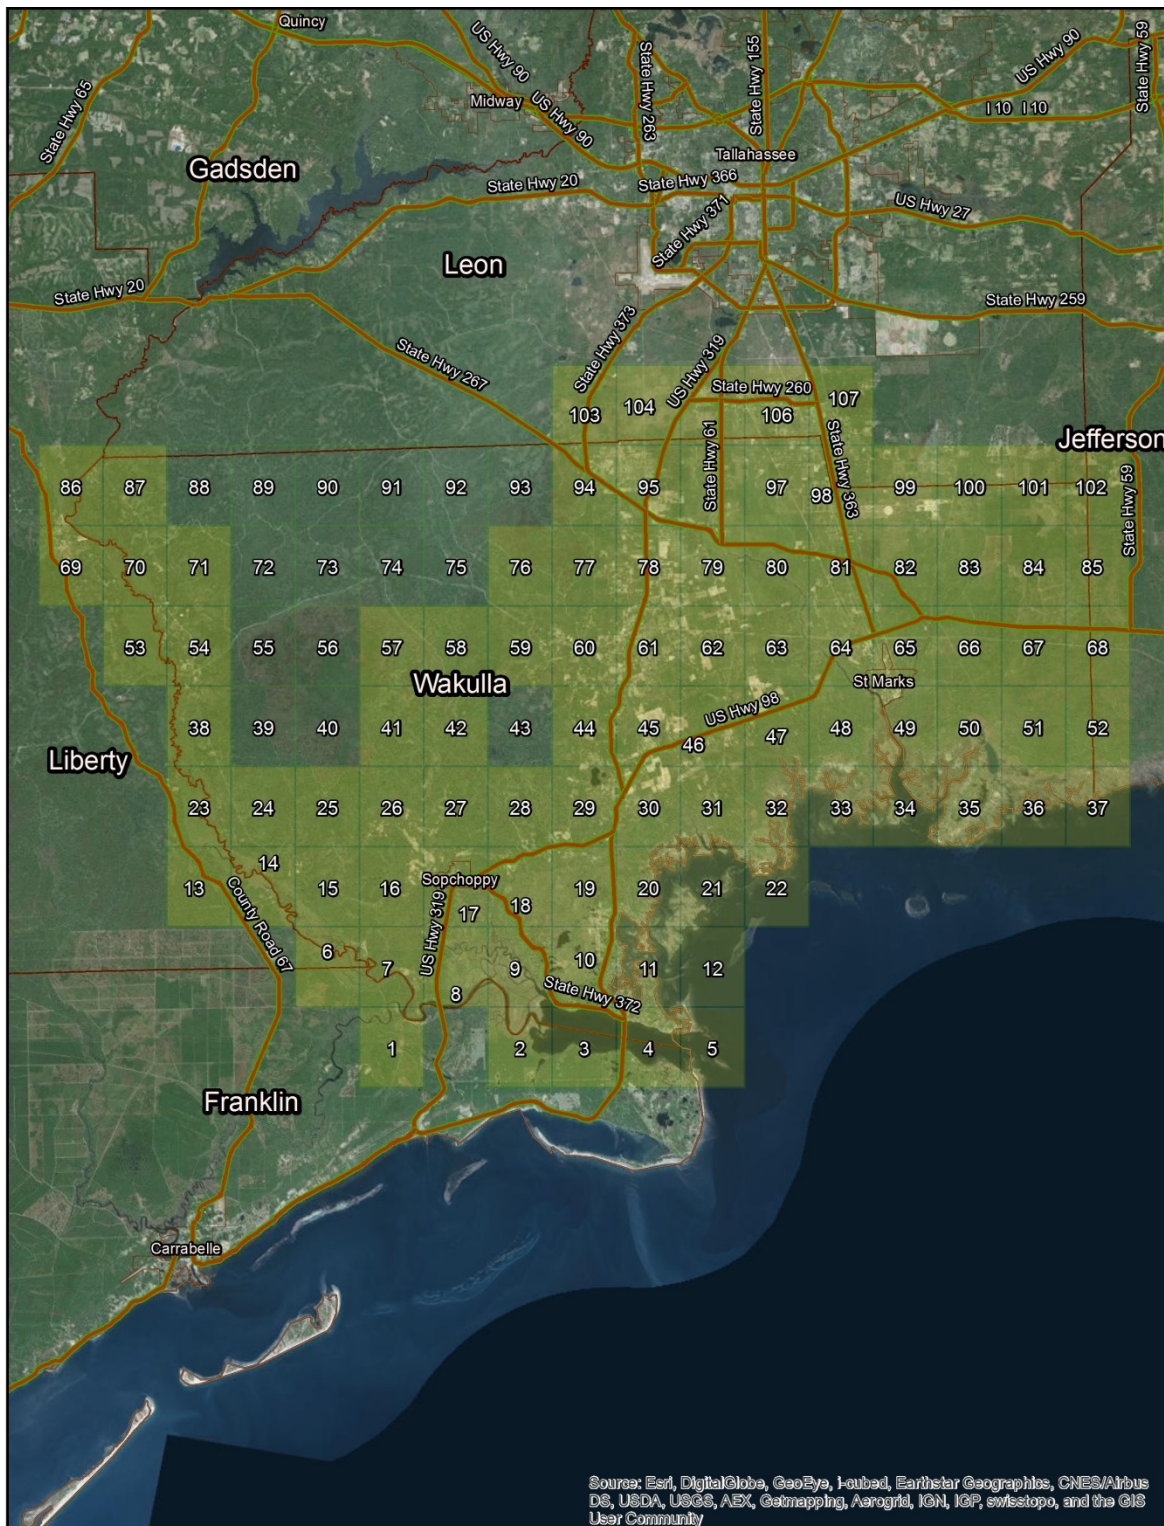 Quincy
US Hwy 90
State Hwy 155
State Hwy 59
US Hwy 90
State Hwy 59
State Hwy 65
Midway
State Hwy 263
US Hwy 90
I 10 I 10
Tallahassee
Gadsden
State Hwy 20
State Hwy 366
US Hwy 27
State Hwy 371
Leon
State Hwy 20
State Hwy 259
State Hwy 373
State Hwy 267
US Hwy 319
State Hwy 260
103 104 106 107
State Hwy 61
State Hwy 363
Jefferson
86 87 88 89 90 91 92 93 94 95 97 98 99 100 101 102
State Hwy 59
69 70 71 72 73 74 75 76 77 78 79 80 81 82 83 84 85
53 54 55 56 57 58 59 60 61 62 63 64 65 66 67 68
Wakulla
St Marks
US Hwy 98
38 39 40 41 42 43 44 45 46 47 48 49 50 51 52
Liberty
23 24 25 26 27 28 29 30 31 32 33 34 35 36 37
Sopchoppy
13 14 15 16 17 18 19 20 21 22
County Road 67
US Hwy 319
6 7 8 9 10 11 12
State Hwy 372
1 2 3 4 5
Franklin
Carrabelle
Source: Esri, DigitalGlobe, GeoEye, i-cubed, Earthstar Geographics, CNES/Airbus
DS, USDA, USGS, AEX, Getmapping, Aerogrid, IGN, IGP, swisstopo, and the GIS
User Community